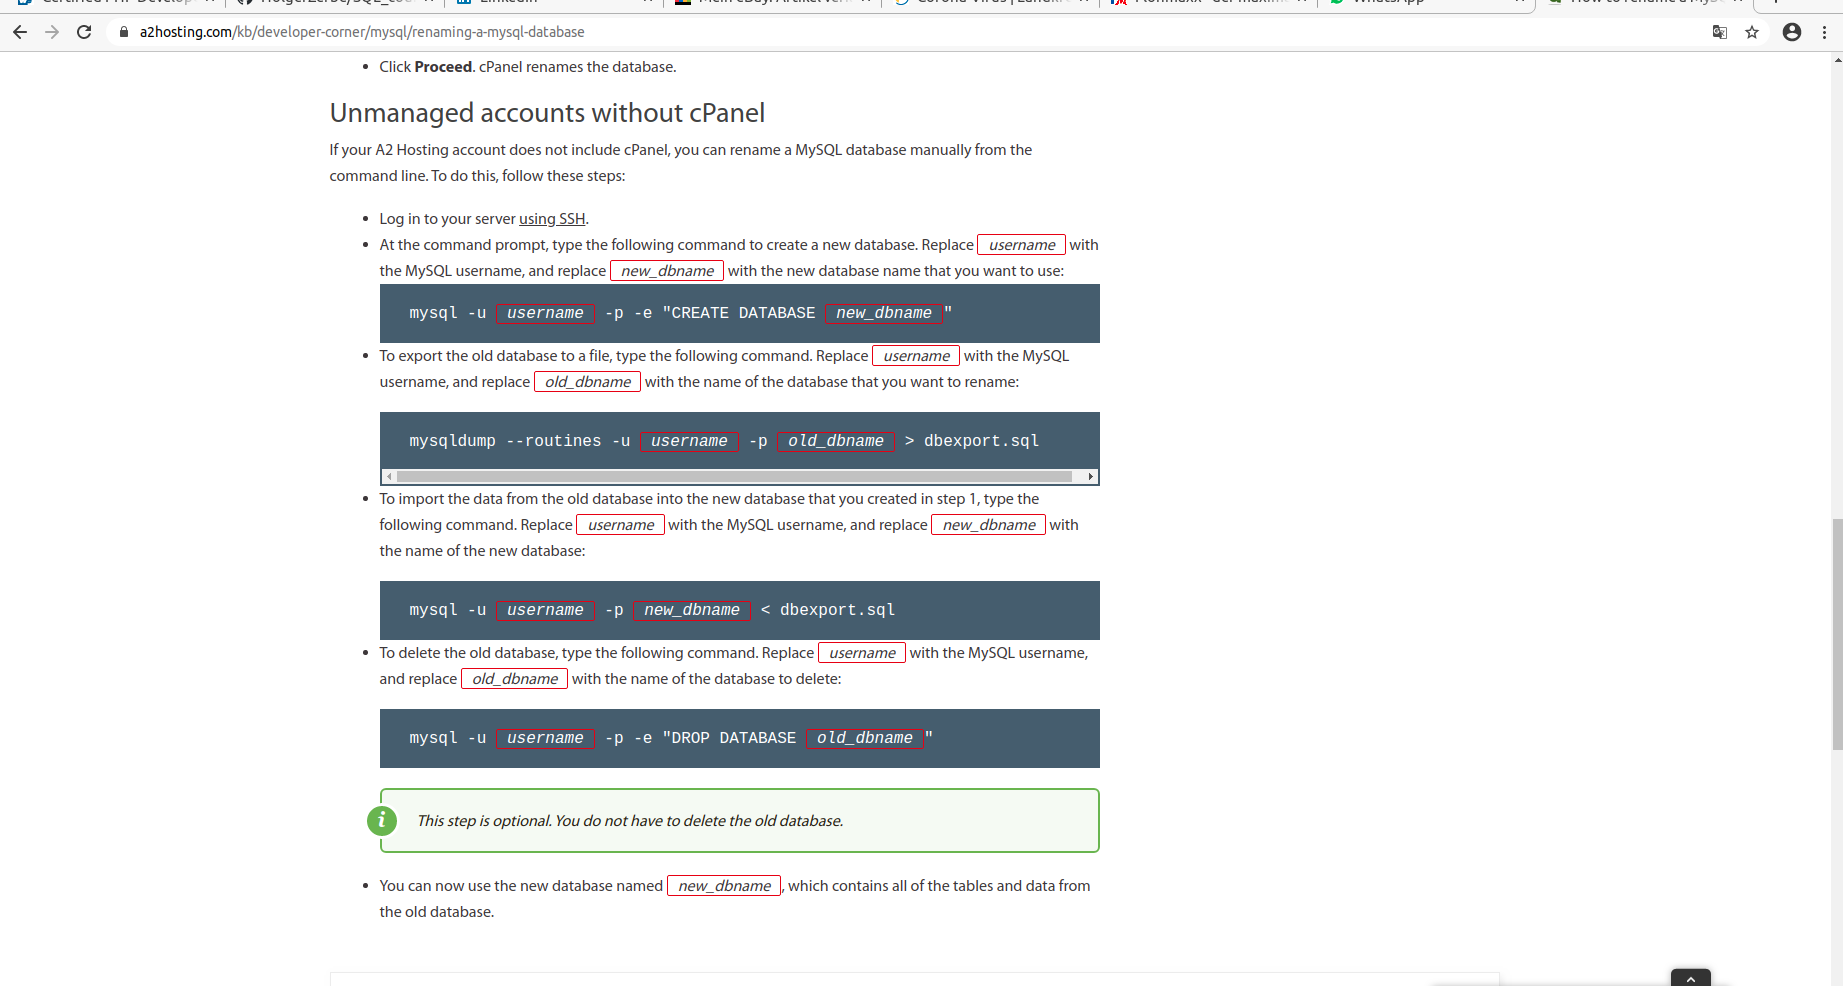 LinkedIn
WhatsApp
a2hosting.com/kb/developer-corner/mysql/renaming-a-mysql-database
• Click Proceed. cPanel renames the database.
Unmanaged accounts without cPanel
If your A2 Hosting account does not include cPanel, you can rename a MySQL database manually from the
command line. To do this, follow these steps:
• Log in to your server using SSH.
• At the command prompt, type the following command to create a new database. Replace username with
the MySQL username, and replace new_dbname with the new database name that you want to use:
mysql -u username -p -e "CREATE DATABASE new_dbname"
• To export the old database to a file, type the following command. Replace username with the MySQL
username, and replace old_dbname with the name of the database that you want to rename:
mysqldump --routines -u username -p old_dbname > dbexport.sql
• To import the data from the old database into the new database that you created in step 1, type the
following command. Replace username with the MySQL username, and replace new_dbname with
the name of the new database:
mysql -u username -p new_dbname < dbexport.sql
• To delete the old database, type the following command. Replace username with the MySQL username,
and replace old_dbname with the name of the database to delete:
mysql -u username -p -e "DROP DATABASE old_dbname"
i This step is optional. You do not have to delete the old database.
• You can now use the new database named new_dbname, which contains all of the tables and data from
the old database.